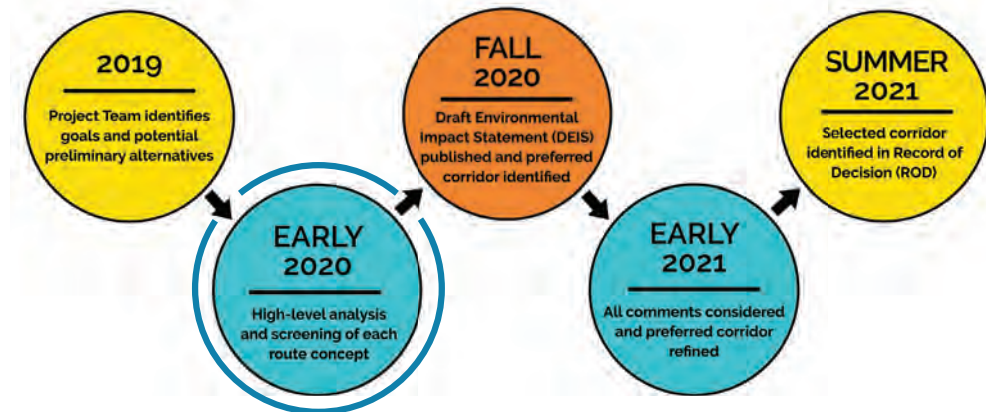 2019
Project Team identifies
goals and potential
preliminary alternatives
EARLY
2020
High-level analysis
and screening of each
route concept
FALL
2020
Draft Environmental
Impact Statement (DEIS)
published and preferred
corridor identified
EARLY
2021
All comments considered
and preferred corridor
refined
SUMMER
2021
Selected corridor
identified in Record of
Decision (ROD)